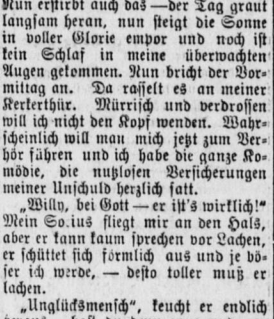 Nun erstirbt auch das — der Tag graut
langsam heran, nun steigt die Sonne
in voller Glorie empor und noch ist
kein Schlaf in meine überwachten
Augen gekommen. Nun bricht der Vor-
mittag an. Da rasselt es an meiner
Kerkerthür. Mürrisch und verdrossen
will ich nicht den Kopf wenden. Wahr-
scheinlich will man mich jetzt zum Ver-
hör führen und ich habe die ganze Ko-
mödie, die nutzlosen Versicherungen
meiner Unschuld herzlich satt.
„Willy, bei Gott — er ist's wirklich!“
Mein So ius fliegt mir an den Hals,
aber er kann kaum sprechen vor Lachen,
er schüttet sich förmlich aus und je bö-
ser ich werde, — desto toller muß er
lachen.
„Unglücksmensch“, keucht er endlich